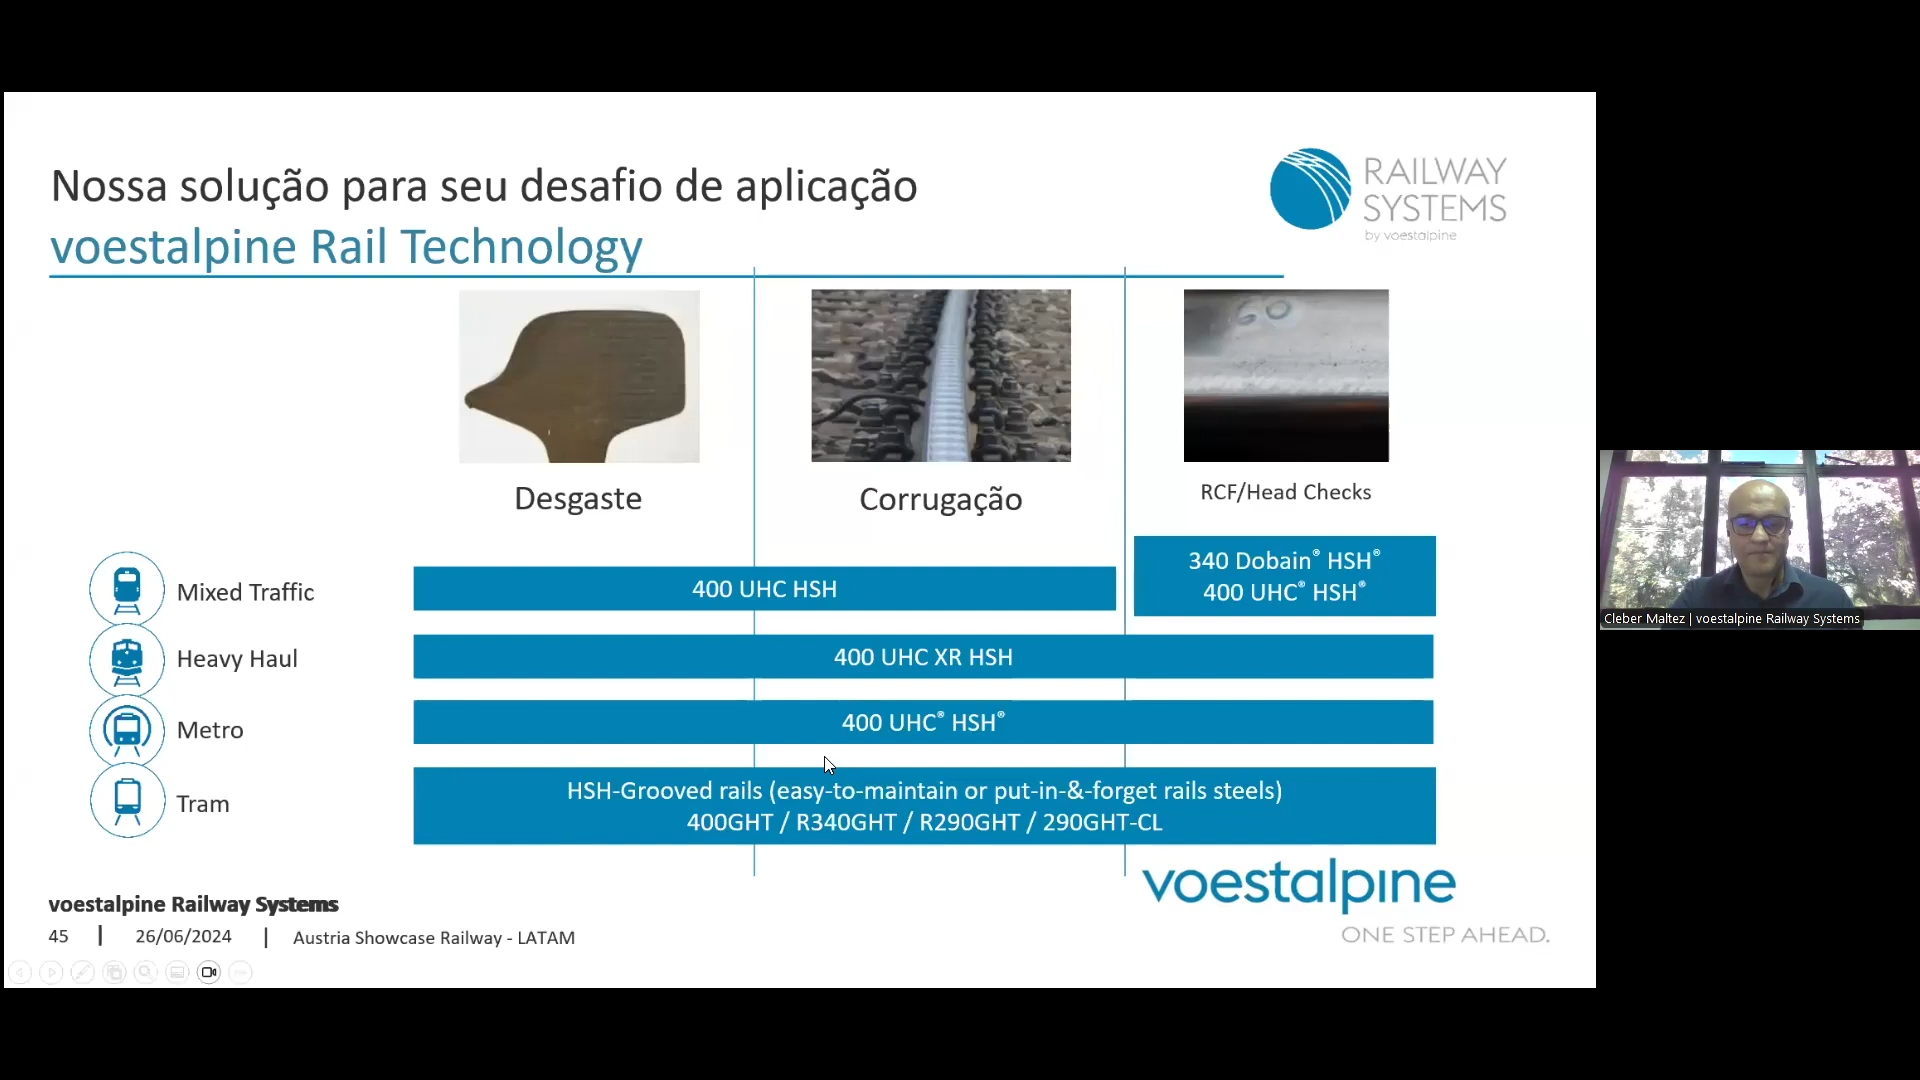 Nossa solução para seu desafio de aplicação
voestalpine Rail Technology
RAILWAY
SYSTEMS
by voestalpine
Desgaste
Corrugação
RCF/Head Checks
Mixed Traffic
400 UHC HSH
340 Dobain® HSH®
400 UHC® HSH®
Heavy Haul
400 UHC XR HSH
Metro
400 UHC® HSH®
Tram
HSH-Grooved rails (easy-to-maintain or put-in-&-forget rails steels)
400GHT / R340GHT / R290GHT / 290GHT-CL
voestalpine
ONE STEP AHEAD.
voestalpine Railway Systems
45 | 26/06/2024 | Austria Showcase Railway - LATAM
Cleber Maltez | voestalpine Railway Systems